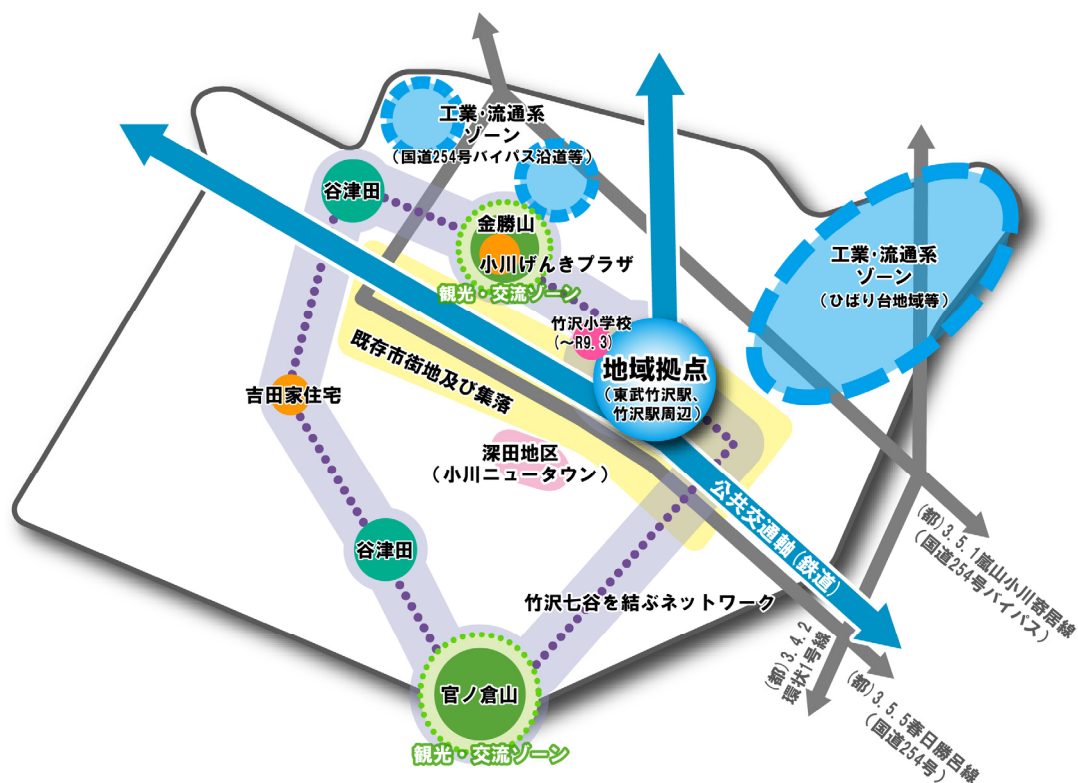 工業・流通系
ゾーン
(国道254号バイパス沿道等)
谷津田
金勝山
小川げんきプラザ
観光・交流ゾーン
工業・流通系
ゾーン
(ひばり台地域等)
竹沢小学校
(~R9.3)
地域拠点
(東武竹沢駅、
竹沢駅周辺)
既存市街地及び集落
吉田家住宅
深田地区
(小川ニュータウン)
公共交通軸(鉄道)
(都)3.5.1嵐山小川寄居線
(国道254号バイパス)
谷津田
竹沢七谷を結ぶネットワーク
(都)3.4.2
環状1号線
(都)3.5.5春日勝呂線
(国道254号)
官ノ倉山
観光・交流ゾーン